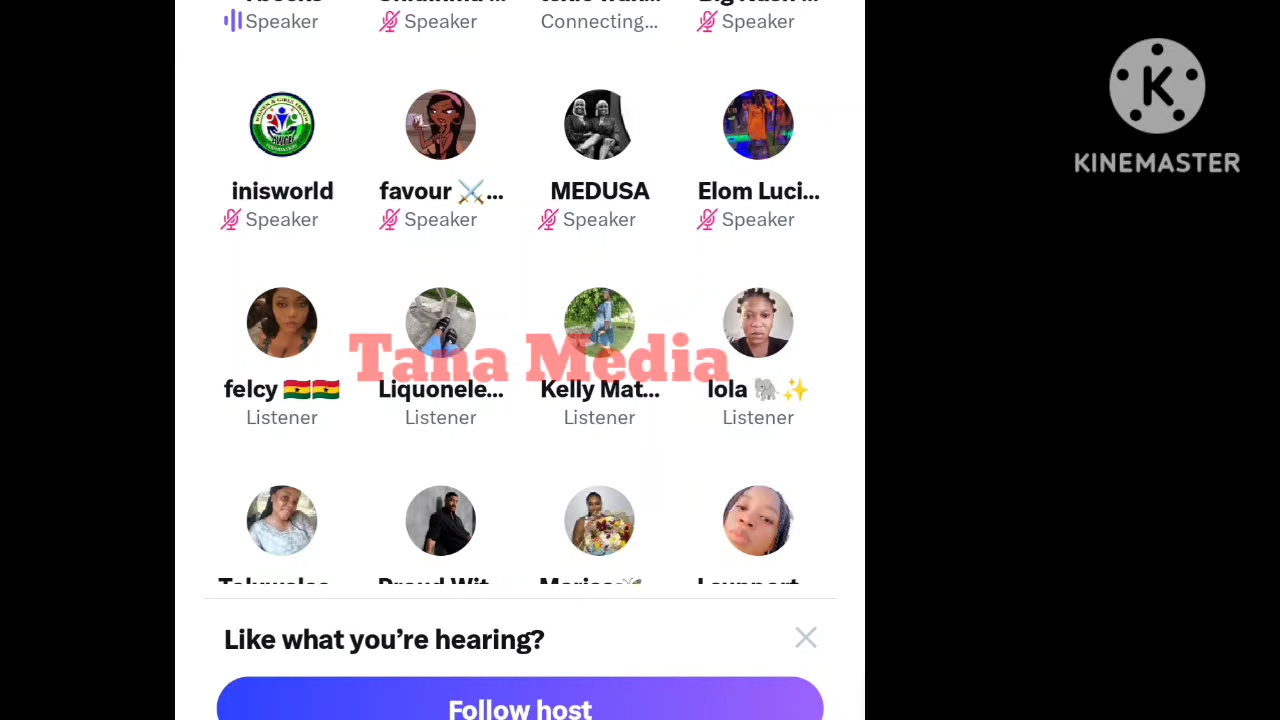 Speaker Speaker Connecting... Speaker
inisworld favour ⚔️... MEDUSA Elom Luci...
Speaker Speaker Speaker Speaker
Tana Media
felcy 🇬🇭🇬🇭 Liquonele... Kelly Mat... lola 🐘✨
Listener Listener Listener Listener
Like what you’re hearing?
Follow host
K
KINEMASTER